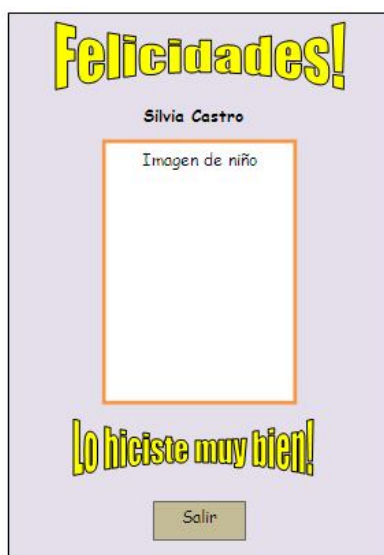 Felicidades!
Silvia Castro
Imagen de niño
Lo hiciste muy bien!
Salir